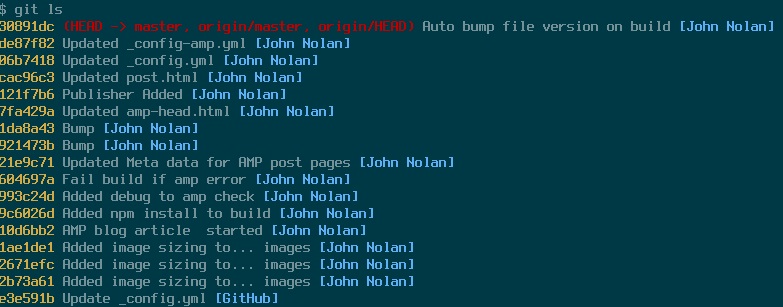 $ git ls
30891dc (HEAD -> master, origin/master, origin/HEAD) Auto bump file version on build [John Nolan]
de87f82 Updated _config-amp.yml [John Nolan]
06b7418 Updated _config.yml [John Nolan]
cac96c3 Updated post.html [John Nolan]
121f7b6 Publisher Added [John Nolan]
7fa429a Updated amp-head.html [John Nolan]
1da8a43 Bump [John Nolan]
921473b Bump [John Nolan]
21e9c71 Updated Meta data for AMP post pages [John Nolan]
604697a Fail build if amp error [John Nolan]
993c24d Added debug to amp check [John Nolan]
9c6026d Added npm install to build [John Nolan]
10d6bb2 AMP blog article  started [John Nolan]
1ae1de1 Added image sizing to... images [John Nolan]
2671efc Added image sizing to... images [John Nolan]
2b73a61 Added image sizing to... images [John Nolan]
e3e591b Update _config.yml [GitHub]